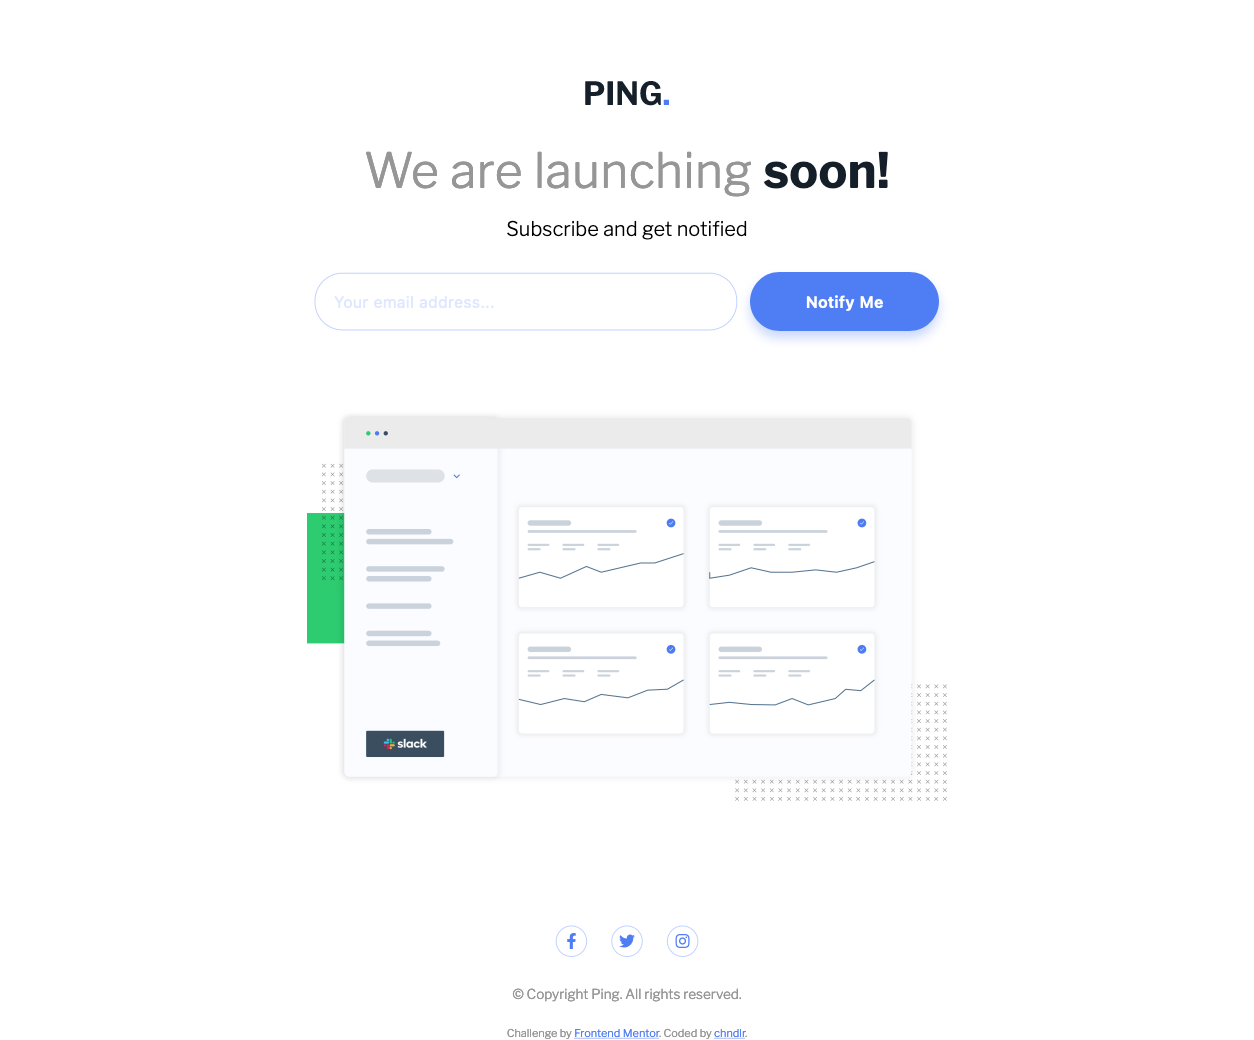 PING.
We are launching soon!
Subscribe and get notified
Your email address...
Notify Me
slack
© Copyright Ping. All rights reserved.
Challenge by Frontend Mentor. Coded by chndlr.